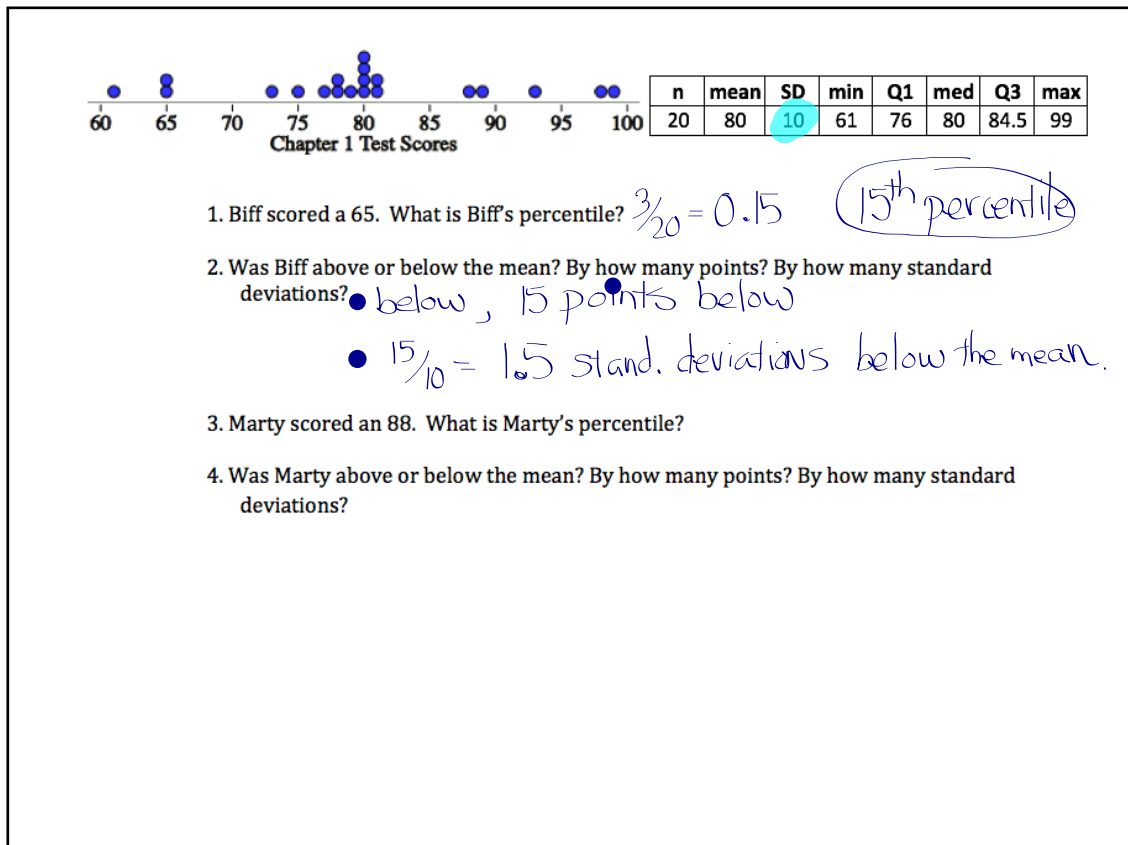 60 65 70 75 80 85 90 95 100
Chapter 1 Test Scores
n mean SD min Q1 med Q3 max
20 80 10 61 76 80 84.5 99
1. Biff scored a 65. What is Biff's percentile? 3/20 = 0.15 15th percentile
2. Was Biff above or below the mean? By how many points? By how many standard
deviations? • below, 15 points below
• 15/10 = 1.5 stand. deviations below the mean.
3. Marty scored an 88. What is Marty's percentile?
4. Was Marty above or below the mean? By how many points? By how many standard
deviations?